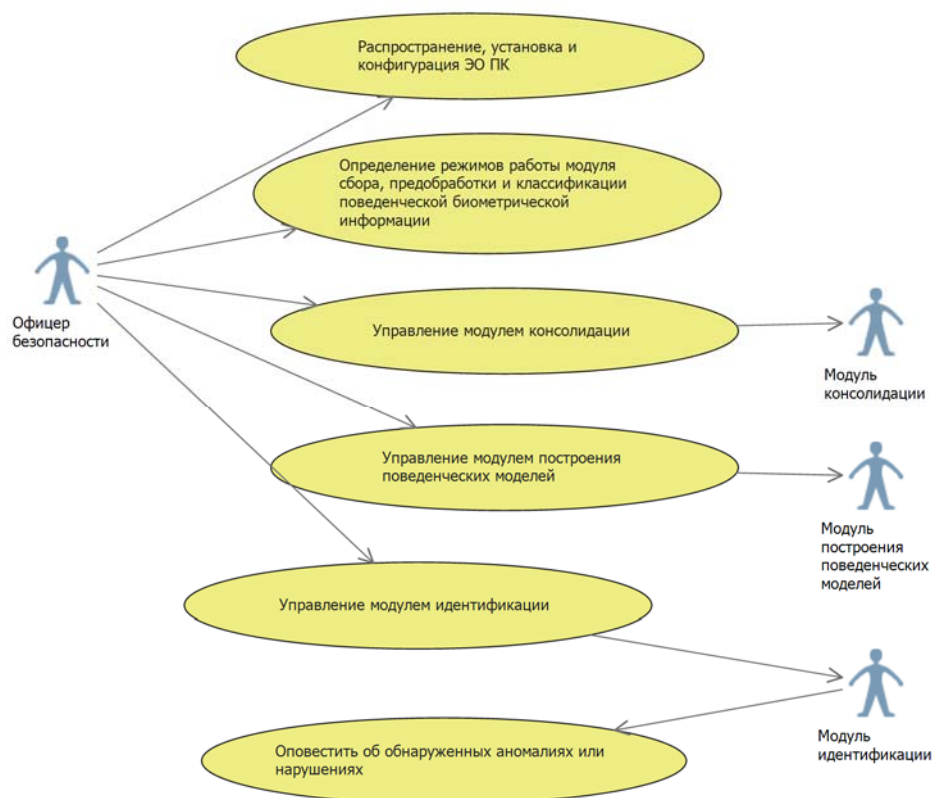 Распространение, установка и
конфигурация ЭО ПК
Определение режимов работы модуля
сбора, предобработки и классификации
поведенческой биометрической
информации
Офицер
безопасности
Управление модулем консолидации
Модуль
консолидации
Управление модулем построения
поведенческих моделей
Модуль
построения
поведенческих
моделей
Управление модулем идентификации
Модуль
идентификации
Оповестить об обнаруженных аномалиях или
нарушениях